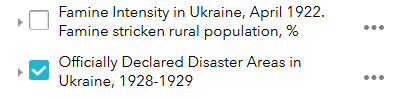 Famine Intensity in Ukraine, April 1922.
Famine stricken rural population, %
Officially Declared Disaster Areas in
Ukraine, 1928-1929